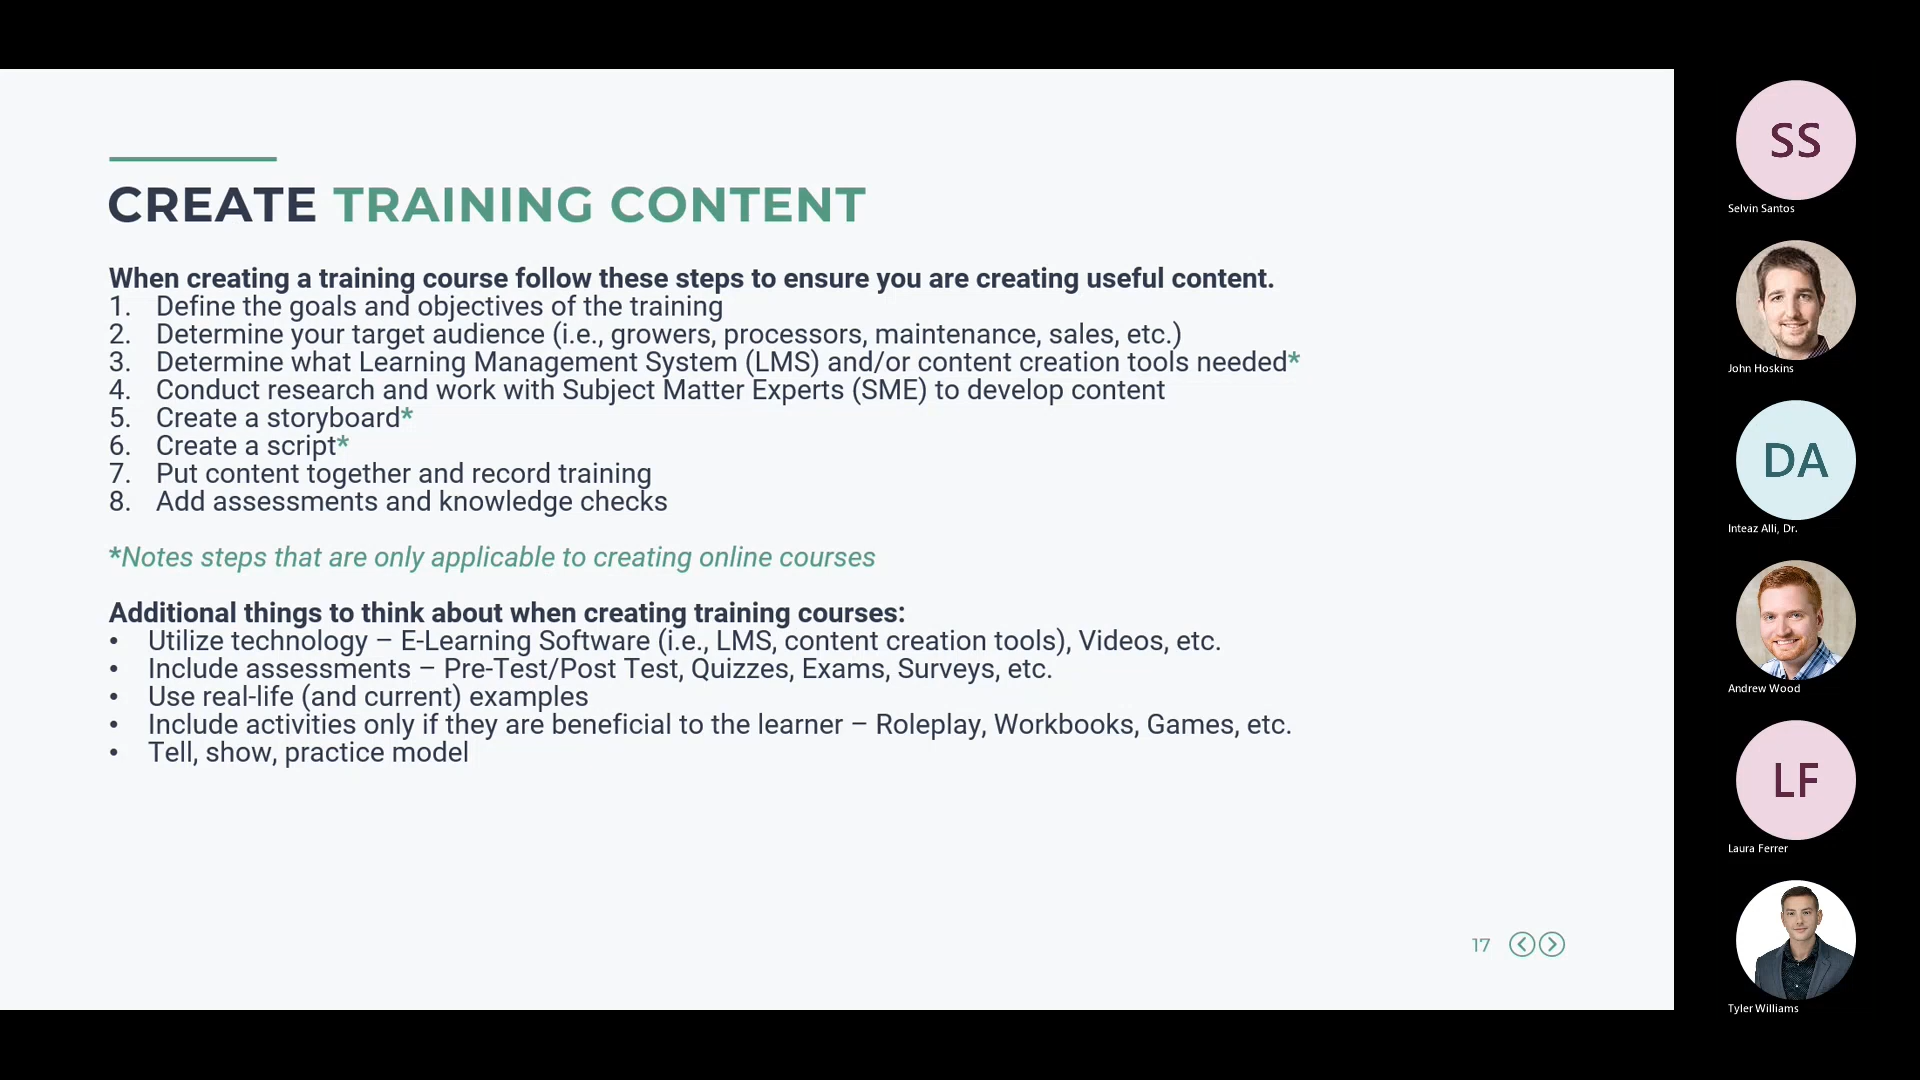 CREATE TRAINING CONTENT
When creating a training course follow these steps to ensure you are creating useful content.
1. Define the goals and objectives of the training
2. Determine your target audience (i.e., growers, processors, maintenance, sales, etc.)
3. Determine what Learning Management System (LMS) and/or content creation tools needed*
4. Conduct research and work with Subject Matter Experts (SME) to develop content
5. Create a storyboard*
6. Create a script*
7. Put content together and record training
8. Add assessments and knowledge checks
*Notes steps that are only applicable to creating online courses
Additional things to think about when creating training courses:
• Utilize technology – E-Learning Software (i.e., LMS, content creation tools), Videos, etc.
• Include assessments – Pre-Test/Post Test, Quizzes, Exams, Surveys, etc.
• Use real-life (and current) examples
• Include activities only if they are beneficial to the learner – Roleplay, Workbooks, Games, etc.
• Tell, show, practice model
17
SS
Selvin Santos
John Hoskins
DA
Inteaz Alli, Dr.
Andrew Wood
LF
Laura Ferrer
Tyler Williams